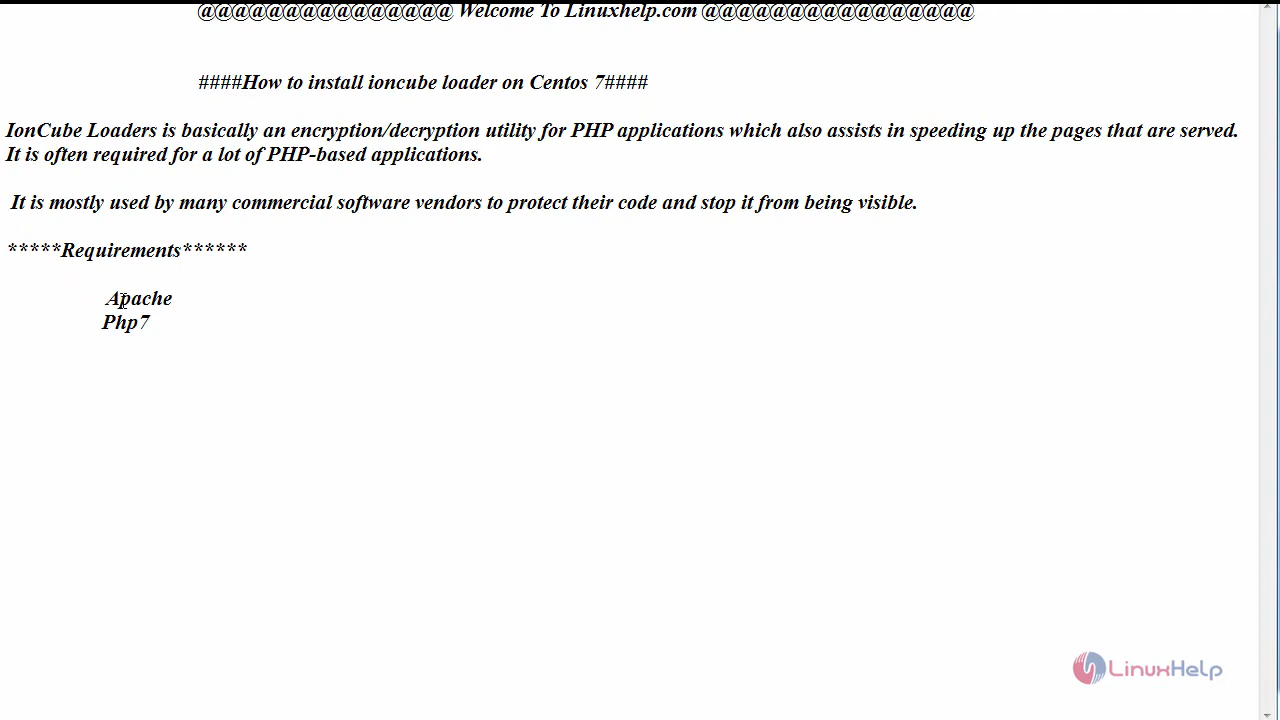 @@@@@@@@@@@@@@@ Welcome To Linuxhelp.com @@@@@@@@@@@@@@@@
####How to install ioncube loader on Centos 7####
IonCube Loaders is basically an encryption/decryption utility for PHP applications which also assists in speeding up the pages that are served.
It is often required for a lot of PHP-based applications.
It is mostly used by many commercial software vendors to protect their code and stop it from being visible.
*****Requirements******
Apache
Php7
LinuxHelp